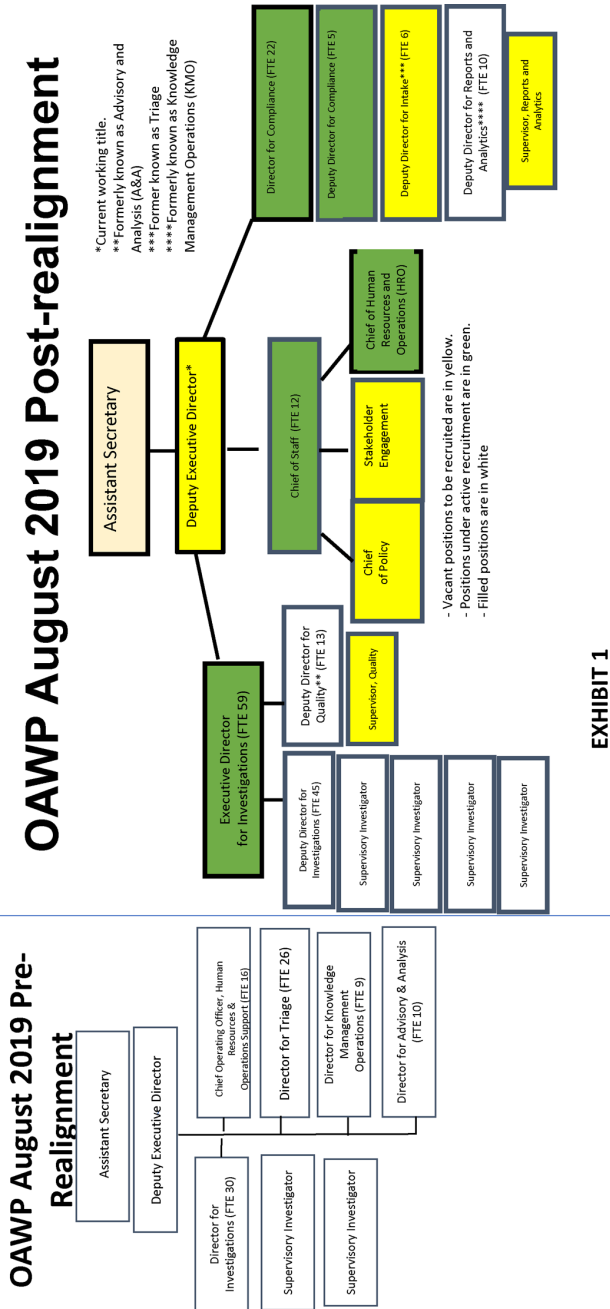 OAWP August 2019 Pre-
Realignment
Assistant Secretary
Deputy Executive Director
Director for
Investigations (FTE 30)
Supervisory Investigator
Supervisory Investigator
Chief Operating Officer, Human
Resources &
Operations Support (FTE 16)
Director for Triage (FTE 26)
Director for Knowledge
Management
Operations (FTE 9)
Director for Advisory & Analysis
(FTE 10)
OAWP August 2019 Post-realignment
*Current working title.
**Formerly known as Advisory and
Analysis (A&A)
***Former known as Triage
****Formerly known as Knowledge
Management Operations (KMO)
Assistant Secretary
Deputy Executive Director*
Executive Director
for Investigations (FTE 59)
Deputy Director for
Investigations (FTE 45)
Supervisory Investigator
Supervisory Investigator
Supervisory Investigator
Supervisory Investigator
Deputy Director for
Quality** (FTE 13)
Supervisor, Quality
Chief of Staff (FTE 12)
Chief
of Policy
Stakeholder
Engagement
Chief of Human
Resources and
Operations (HRO)
Director for Compliance (FTE 22)
Deputy Director for Compliance (FTE 5)
Deputy Director for Intake*** (FTE 6)
Deputy Director for Reports and
Analytics**** (FTE 10)
Supervisor, Reports and
Analytics
- Vacant positions to be recruited are in yellow.
- Positions under active recruitment are in green.
- Filled positions are in white
EXHIBIT 1